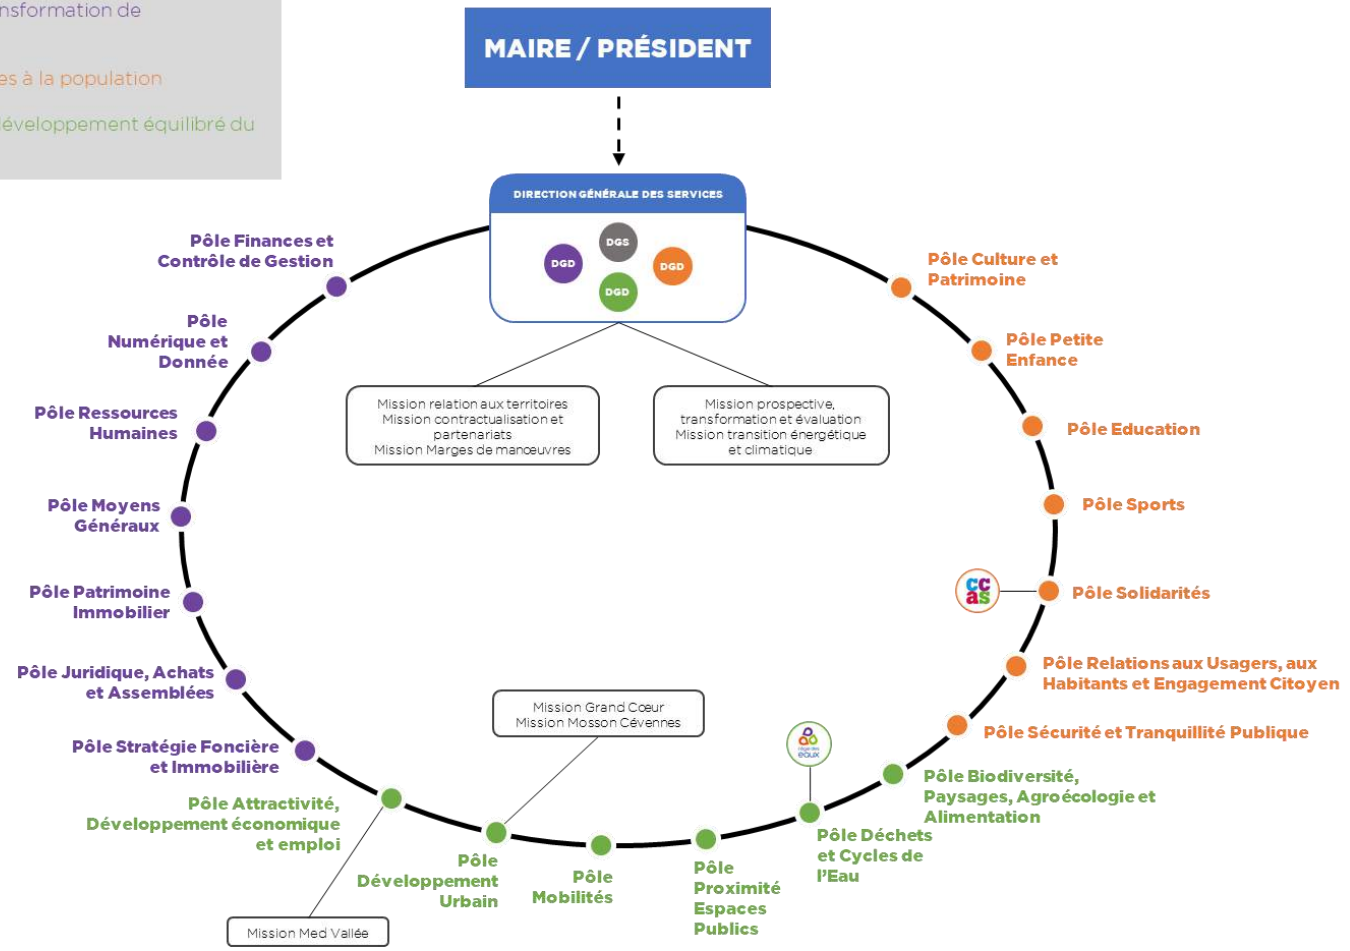 nsformation de
es à la population
développement équilibré du
MAIRE / PRÉSIDENT
DIRECTION GÉNÉRALE DES SERVICES
DGS
DGD
DGD
DGD
Pôle Finances et
Contrôle de Gestion
Pôle
Numérique et
Donnée
Pôle Ressources
Humaines
Pôle Moyens
Généraux
Pôle Patrimoine
Immobilier
Pôle Juridique, Achats
et Assemblées
Pôle Stratégie Foncière
et Immobilière
Pôle Culture et
Patrimoine
Pôle Petite
Enfance
Pôle Education
Pôle Sports
ccas
Pôle Solidarités
Pôle Relations aux Usagers, aux
Habitants et Engagement Citoyen
Pôle Sécurité et Tranquillité Publique
Mission relation aux territoires
Mission contractualisation et
partenariats
Mission Marges de manœuvres
Mission prospective,
transformation et évaluation
Mission transition énergétique
et climatique
Mission Grand Cœur
Mission Mosson Cévennes
eaux
Pôle Attractivité,
Développement économique
et emploi
Pôle
Développement
Urbain
Pôle
Mobilités
Pôle
Proximité
Espaces
Publics
Pôle Déchets
et Cycles de
l'Eau
Pôle Biodiversité,
Paysages, Agroécologie et
Alimentation
Mission Med Vallée